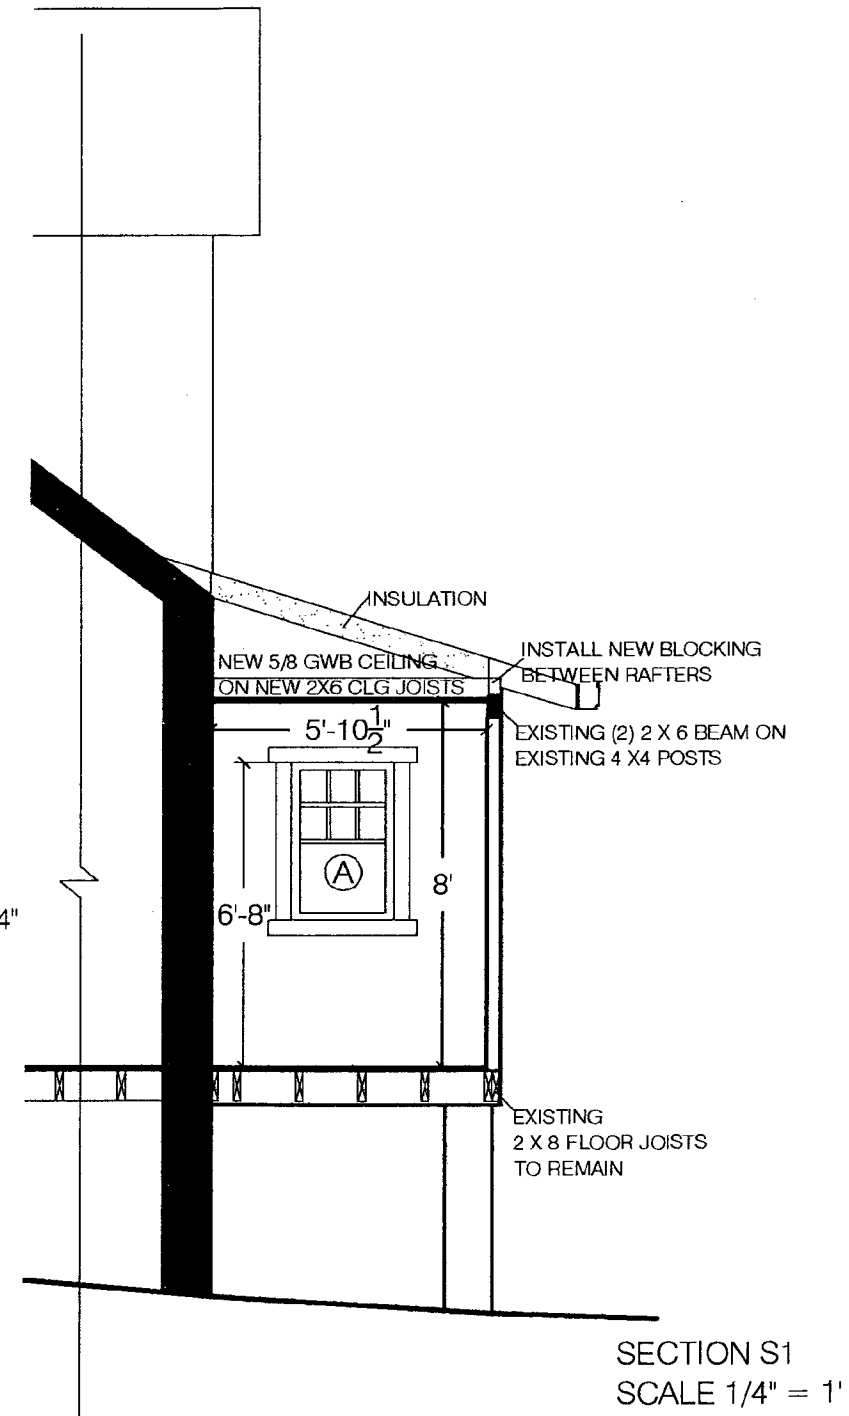 INSULATION
INSTALL NEW BLOCKING
BETWEEN RAFTERS
NEW 5/8 GWB CEILING
ON NEW 2X6 CLG JOISTS
5'-10 1/2"
EXISTING (2) 2 X 6 BEAM ON
EXISTING 4 X4 POSTS
A
8'
6'-8"
4"
EXISTING
2 X 8 FLOOR JOISTS
TO REMAIN
SECTION S1
SCALE 1/4" = 1'